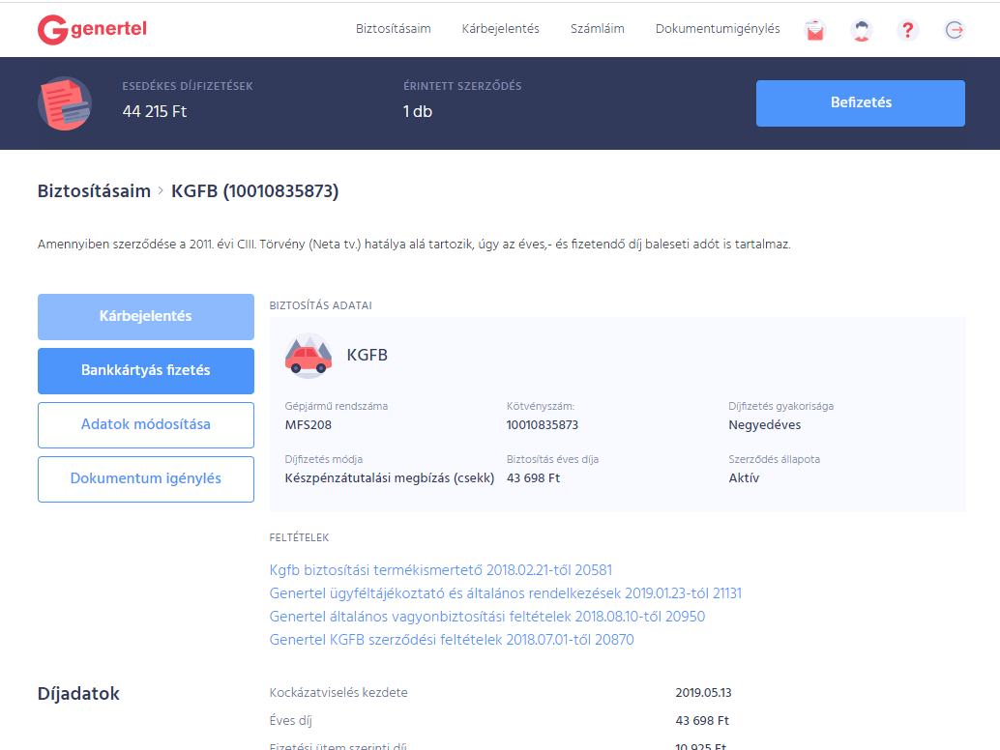 genertel
Biztosításaim
Kárbejelentés
Számláim
Dokumentumigénylés
?
ESEDÉKES DÍJFIZETÉSEK
ÉRINTETT SZERZŐDÉS
44 215 Ft
1 db
Befizetés
Biztosításaim › KGFB (10010835873)
Amennyiben szerződése a 2011. évi CIII. Törvény (Neta tv.) hatálya alá tartozik, úgy az éves,- és fizetendő díj baleseti adót is tartalmaz.
Kárbejelentés
Bankkártyás fizetés
Adatok módosítása
Dokumentum igénylés
BIZTOSÍTÁS ADATAI
KGFB
Gépjármű rendszáma
MFS208
Kötvényszám:
10010835873
Díjfizetés gyakorisága
Negyedéves
Díjfizetés módja
Készpénzátutalási megbízás (csekk)
Biztosítás éves díja
43 698 Ft
Szerződés állapota
Aktív
FELTÉTELEK
Kgfb biztosítási termékismertető 2018.02.21-től 20581
Genertel ügyféltájékoztató és általános rendelkezések 2019.01.23-tól 21131
Genertel általános vagyonbiztosítási feltételek 2018.08.10-től 20950
Genertel KGFB szerződési feltételek 2018.07.01-től 20870
Díjadatok
Kockázatviselés kezdete
2019.05.13
Éves díj
43 698 Ft
Fizetési ütem szerinti díj
10 925 Ft